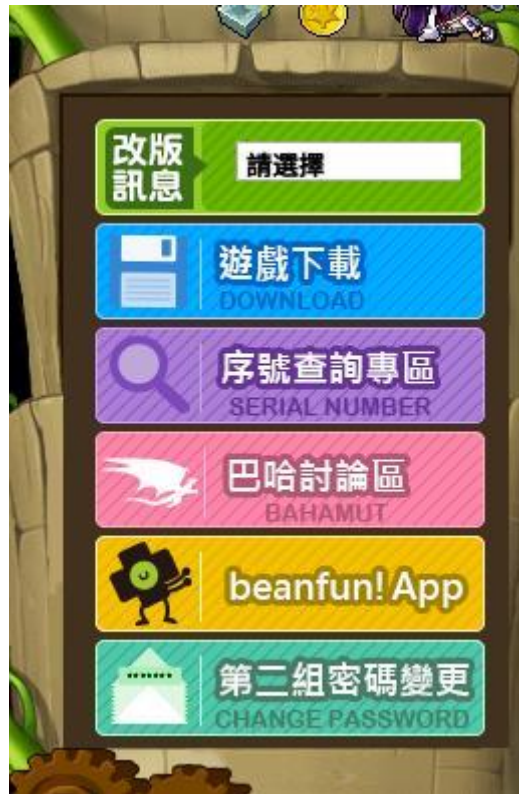 改版
訊息
請選擇
遊戲下載
DOWNLOAD
序號查詢專區
SERIAL NUMBER
巴哈討論區
BAHAMUT
beanfun! App
第二組密碼變更
CHANGE PASSWORD